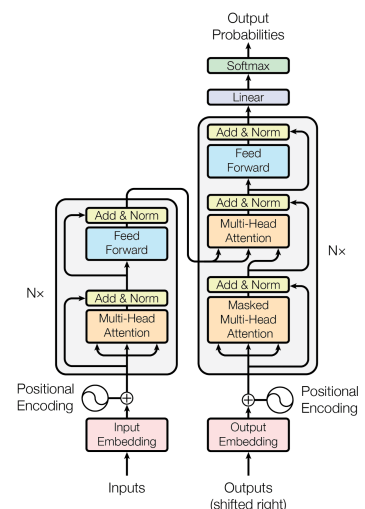 Output
Probabilities
Softmax
Linear
Add & Norm
Feed
Forward
Add & Norm
Multi-Head
Attention
Nx
Add & Norm
Masked
Multi-Head
Attention
Positional
Encoding
Output
Embedding
Outputs
(shifted right)
Add & Norm
Feed
Forward
Nx
Add & Norm
Multi-Head
Attention
Positional
Encoding
Input
Embedding
Inputs